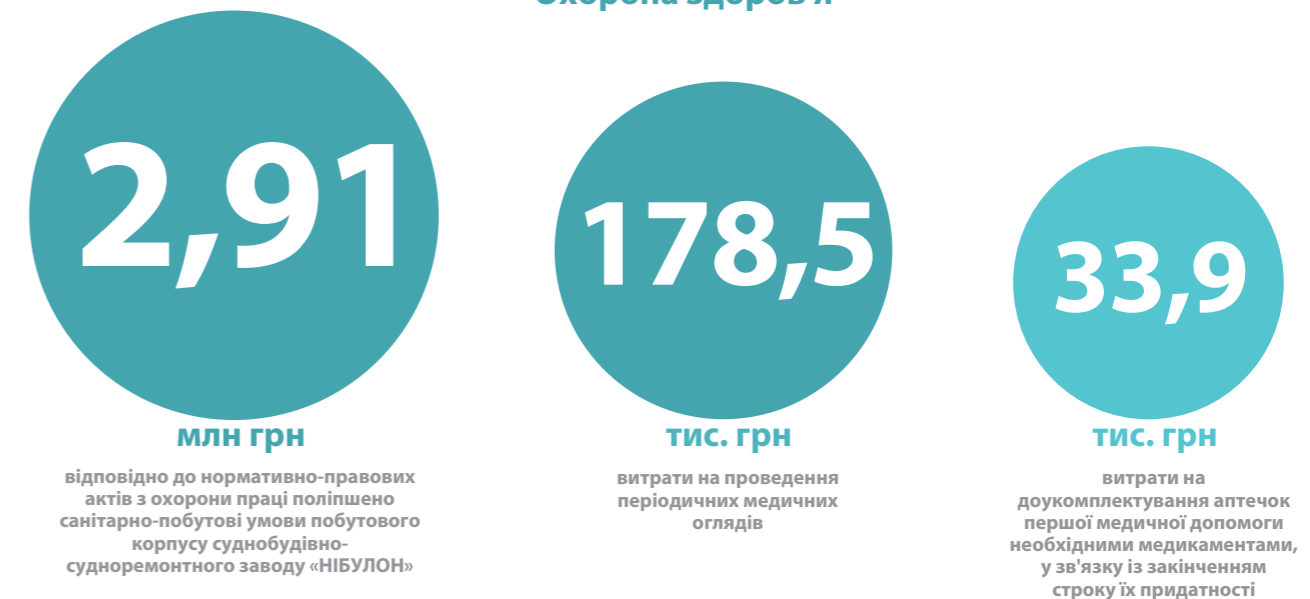 Охорона здоров'я
2,91
млн грн
відповідно до нормативно-правових
актів з охорони праці поліпшено
санітарно-побутові умови побутового
корпусу суднобудівно-
судноремонтного заводу «НІБУЛОН»
178,5
тис. грн
витрати на проведення
періодичних медичних
оглядів
33,9
тис. грн
витрати на
доукомплектування аптечок
першої медичної допомоги
необхідними медикаментами,
у зв'язку із закінченням
строку їх придатності